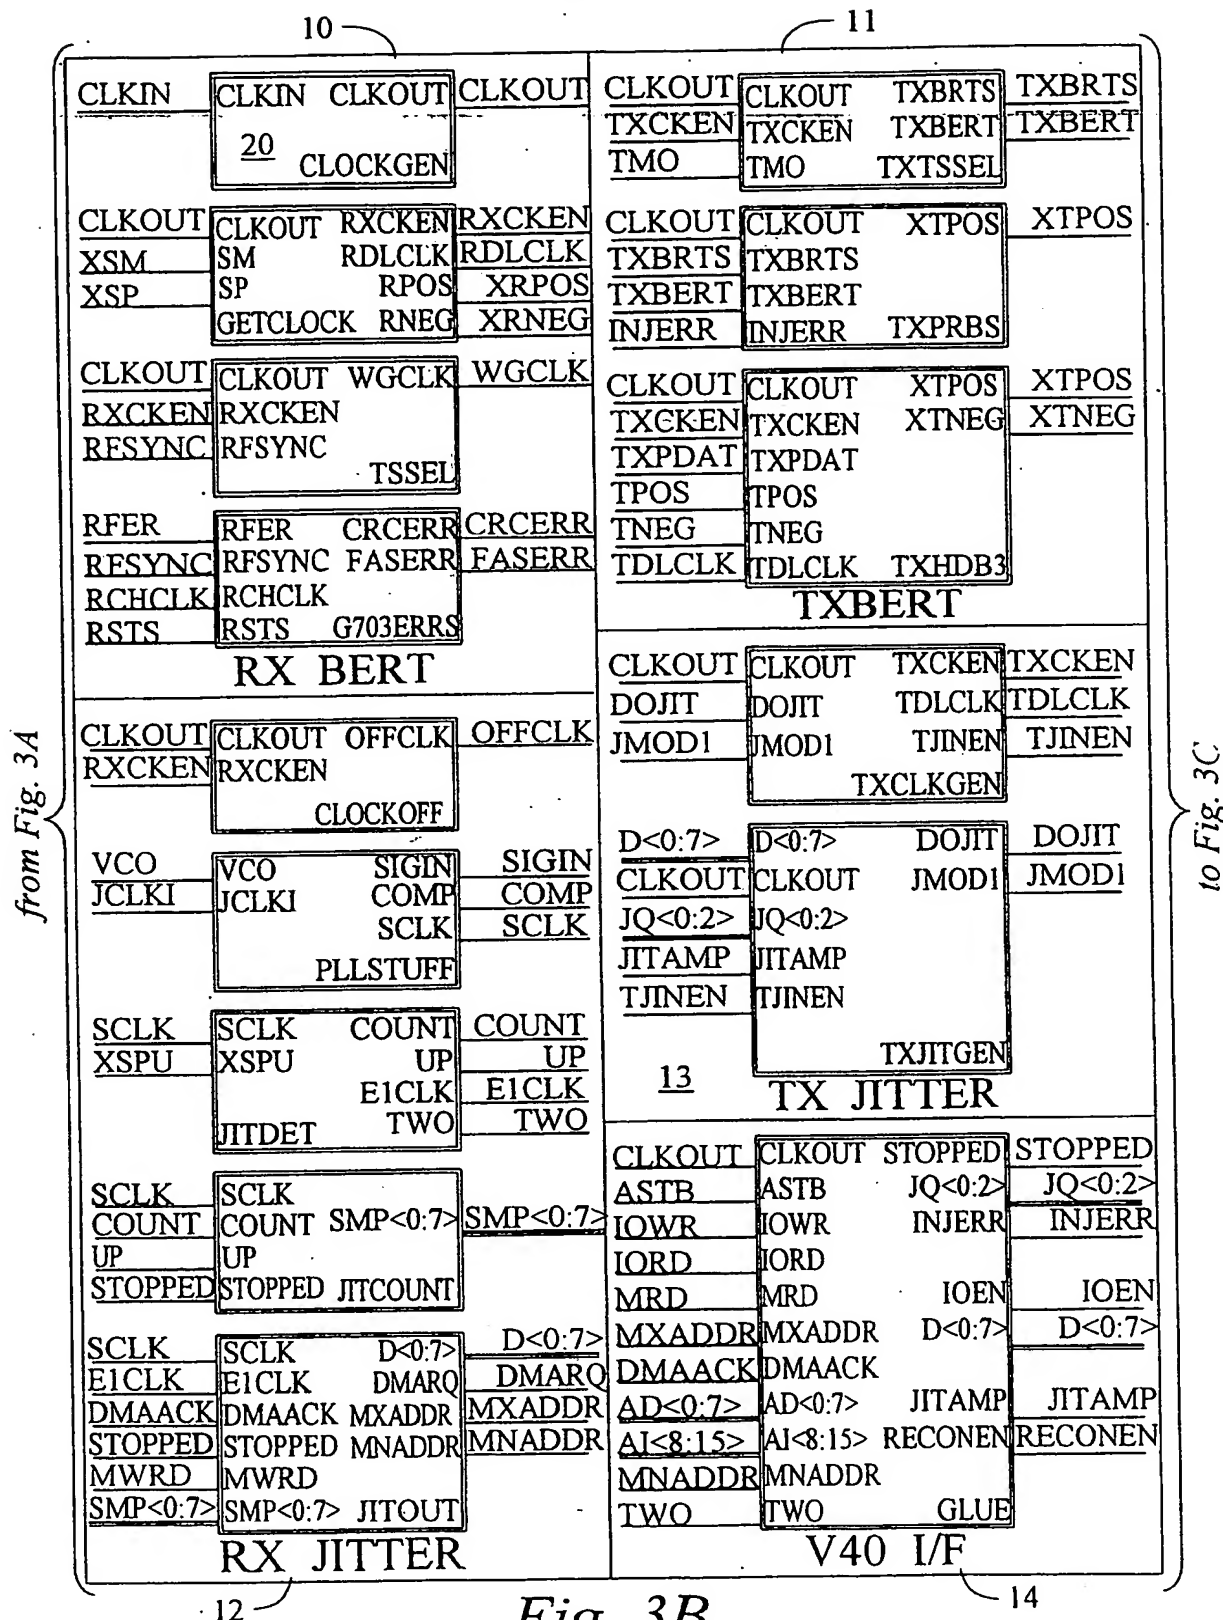 10
CLKIN CLKIN CLKOUT CLKOUT
20
CLOCKGEN
CLKOUT CLKOUT RXCKEN RXCKEN
XSM SM RDLCLK RDLCLK
XSP SP RPOS XRPOS
GETCLOCK RNEG XRNEG
CLKOUT CLKOUT WGCLK WGCLK
RXCKEN RXCKEN
RFSYNC RFSYNC
TSSEL
RFER RFER CRCERR CRCERR
RFSYNC RFSYNC FASERR FASERR
RCHCLK RCHCLK
RSTS RSTS G703ERRS
RX BERT
from Fig. 3A
CLKOUT CLKOUT OFFCLK OFFCLK
RXCKEN RXCKEN
CLOCKOFF
VCO VCO SIGIN SIGIN
JCLKI JCLKI COMP COMP
SCLK SCLK
PLLSTUFF
SCLK SCLK COUNT COUNT
XSPU XSPU UP UP
E1CLK E1CLK
JITDET TWO TWO
SCLK SCLK
COUNT COUNT SMP<0:7> SMP<0:7>
UP UP
STOPPED STOPPED JITCOUNT
SCLK SCLK D<0:7> D<0:7>
E1CLK E1CLK DMARQ DMARQ
DMAACK DMAACK MXADDR MXADDR
STOPPED STOPPED MNADDR MNADDR
MWRD MWRD
SMP<0:7> SMP<0:7> JITOUT
RX JITTER
12
11
CLKOUT CLKOUT TXBRTS TXBRTS
TXCKEN TXCKEN TXBERT TXBERT
TMO TMO TXTSSEL
CLKOUT CLKOUT XTPOS XTPOS
TXBRTS TXBRTS
TXBERT TXBERT
INJERR INJERR TXPRBS
CLKOUT CLKOUT XTPOS XTPOS
TXCKEN TXCKEN XTNEG XTNEG
TXPDAT TXPDAT
TPOS TPOS
TNEG TNEG
TDLCLK TDLCLK TXHDB3
TXBERT
CLKOUT CLKOUT TXCKEN TXCKEN
DOJIT DOJIT TDLCLK TDLCLK
JMOD1 JMOD1 TJINEN TJINEN
TXCLKGEN
to Fig. 3C
D<0:7> D<0:7> DOJIT DOJIT
CLKOUT CLKOUT JMOD1 JMOD1
JQ<0:2> JQ<0:2>
JITAMP JITAMP
TJINEN TJINEN
TXJITGEN
13
TX JITTER
CLKOUT CLKOUT STOPPED STOPPED
ASTB ASTB JQ<0:2> JQ<0:2>
IOWR IOWR INJERR INJERR
IORD IORD
MRD MRD IOEN IOEN
MXADDR MXADDR D<0:7> D<0:7>
DMAACK DMAACK
AD<0:7> AD<0:7> JITAMP JITAMP
AI<8:15> AI<8:15> RECONEN RECONEN
MNADDR MNADDR
TWO TWO GLUE
V40 I/F
14
Fig. 3B